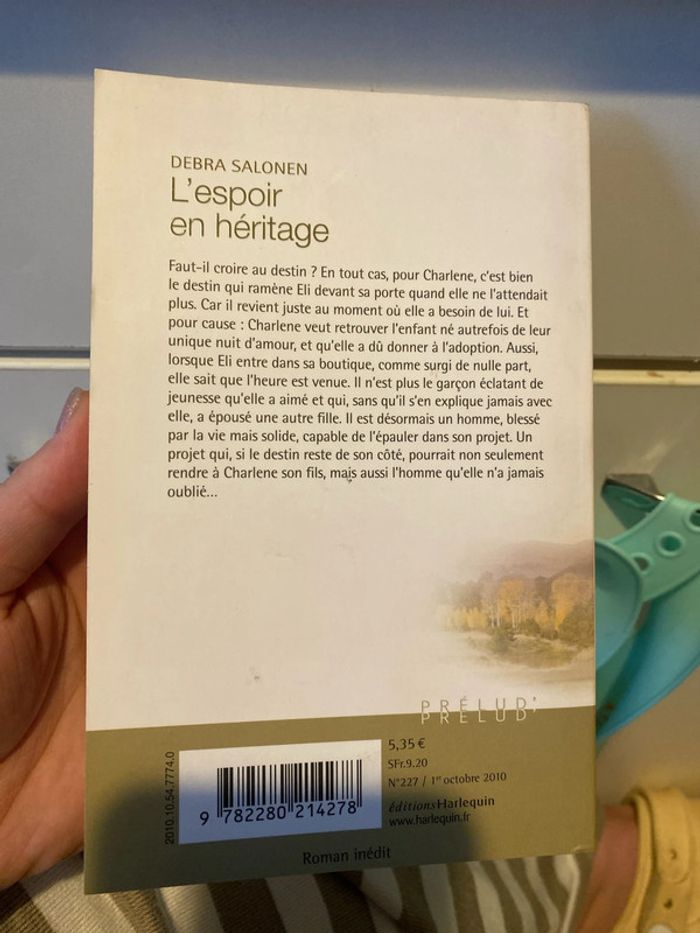 DEBRA SALONEN
L'espoir
en héritage
Faut-il croire au destin ? En tout cas, pour Charlene, c'est bien
le destin qui ramène Eli devant sa porte quand elle ne l'attendait
plus. Car il revient juste au moment où elle a besoin de lui. Et
pour cause : Charlene veut retrouver l'enfant né autrefois de leur
unique nuit d'amour, et qu'elle a dû donner à l'adoption. Aussi,
lorsque Eli entre dans sa boutique, comme surgi de nulle part,
elle sait que l'heure est venue. Il n'est plus le garçon éclatant de
jeunesse qu'elle a aimé et qui, sans qu'il s'en explique jamais avec
elle, a épousé une autre fille. Il est désormais un homme, blessé
par la vie mais solide, capable de l'épauler dans son projet. Un
projet qui, si le destin reste de son côté, pourrait non seulement
rendre à Charlene son fils, mais aussi l'homme qu'elle n'a jamais
oublié...
PRÉLUD'
PRELUD'
5,35 €
SFr.9.20
N°227 / 1er octobre 2010
éditionsHarlequin
www.harlequin.fr
2010.10.54.7774.0
9 782280 214278
Roman inédit